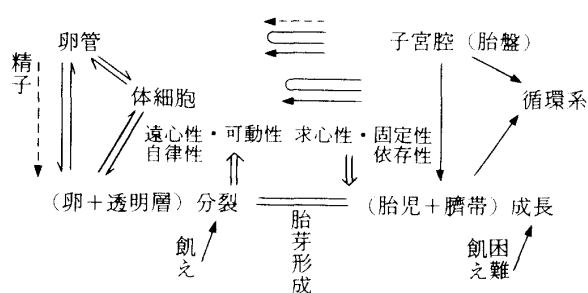 卵管
子宮腔（胎盤）
精子
体細胞
循環系
遠心性・可動性
自律性
求心性・固定性
依存性
（卵＋透明層）分裂
（胎児＋臍帯）成長
胎芽形成
飢え
飢え
困難